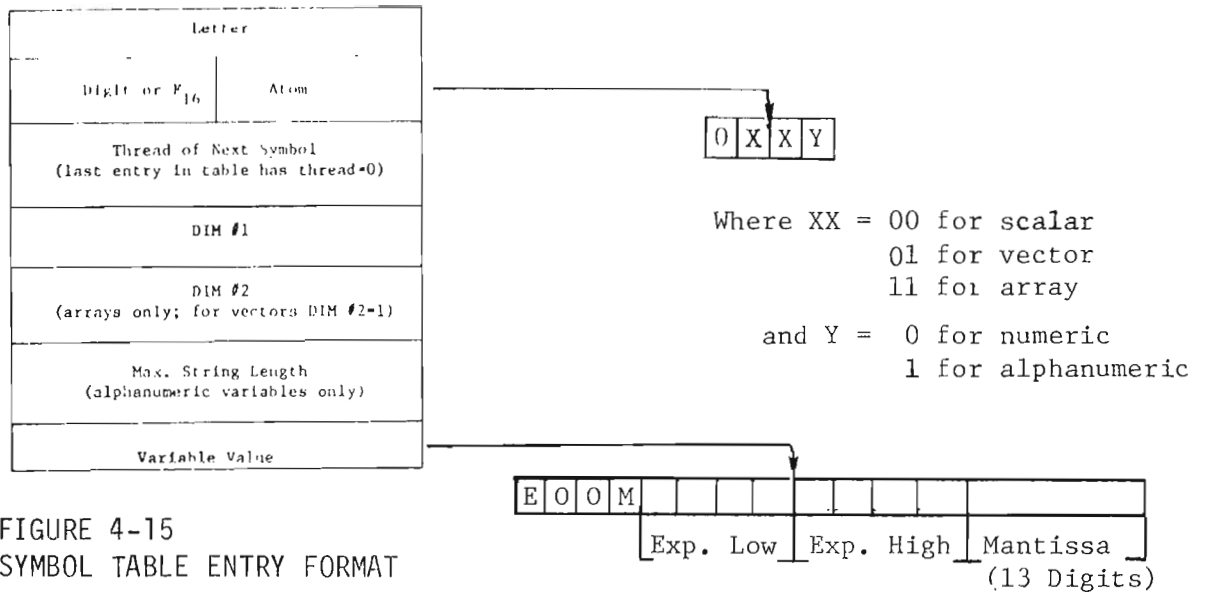 Letter
Digit or F16 Atom
Thread of Next Symbol
(last entry in table has thread=0)
DIM #1
DIM #2
(arrays only; for vectors DIM #2=1)
Max. String Length
(alphanumeric variables only)
Variable Value
0 X X Y
Where XX = 00 for scalar
01 for vector
11 for array
and Y = 0 for numeric
1 for alphanumeric
E 0 0 M
Exp. Low Exp. High Mantissa
(13 Digits)
FIGURE 4-15
SYMBOL TABLE ENTRY FORMAT